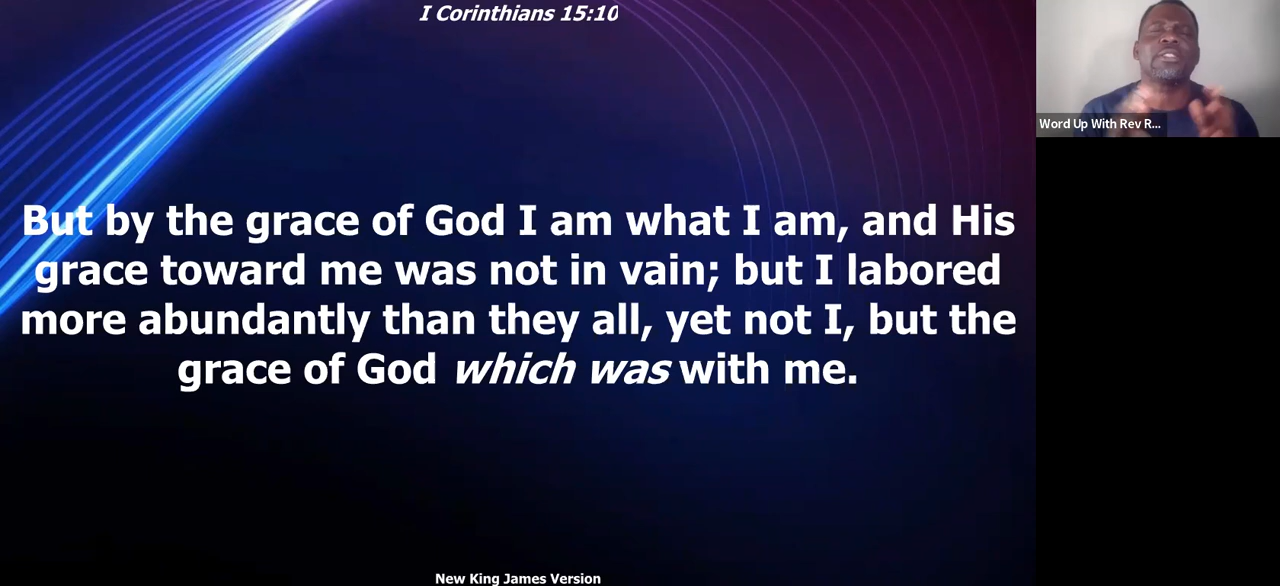 I Corinthians 15:10
Word Up With Rev R...
But by the grace of God I am what I am, and His
grace toward me was not in vain; but I labored
more abundantly than they all, yet not I, but the
grace of God which was with me.
New King James Version